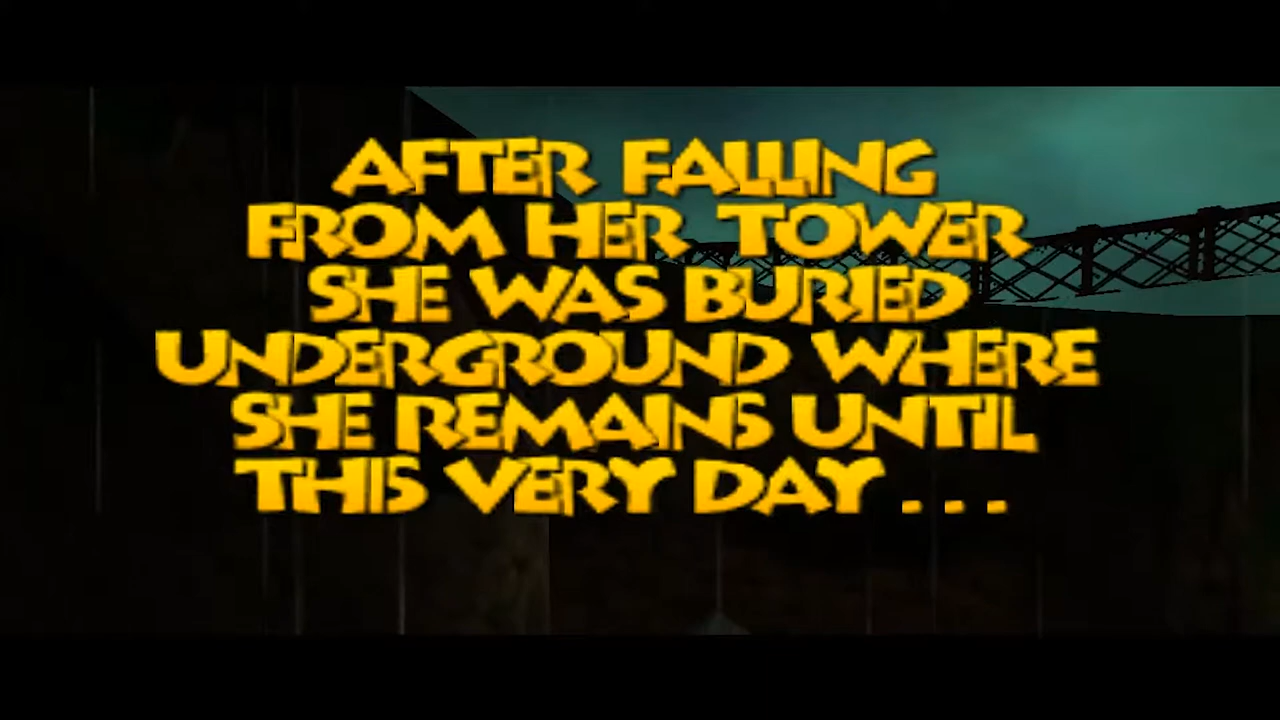 AFTER FALLING
FROM HER TOWER
SHE WAS BURIED
UNDERGROUND WHERE
SHE REMAINS UNTIL
THIS VERY DAY . . .